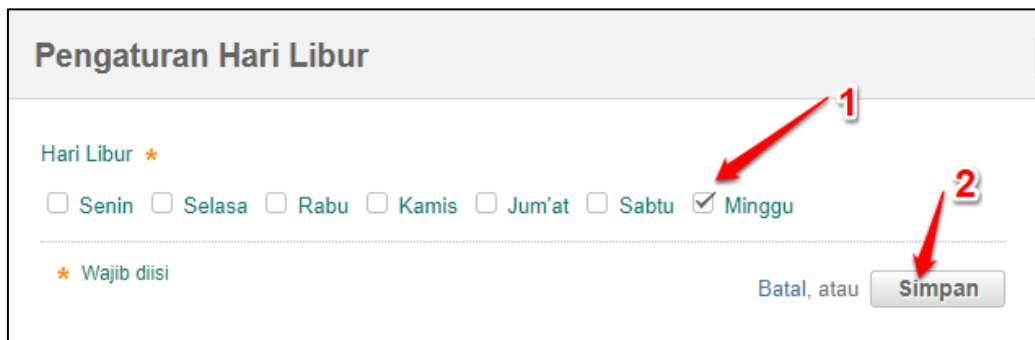 Pengaturan Hari Libur
1
Hari Libur *
Senin Selasa Rabu Kamis Jum'at Sabtu Minggu
2
* Wajib diisi
Batal, atau Simpan